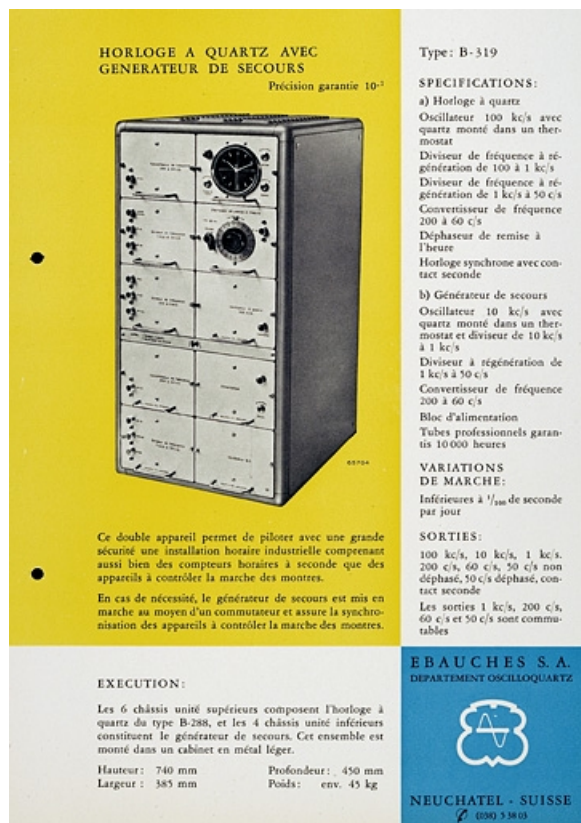 HORLOGE A QUARTZ AVEC
GENERATEUR DE SECOURS
Précision garantie 10⁻⁷
65704
Ce double appareil permet de piloter avec une grande
sécurité une installation horaire industrielle comprenant
aussi bien des compteurs horaires à seconde que des
appareils à contrôler la marche des montres.
En cas de nécessité, le générateur de secours est mis en
marche au moyen d'un commutateur et assure la synchro-
nisation des appareils à contrôler la marche des montres.
EXECUTION:
Les 6 châssis unité supérieurs composent l'horloge à
quartz du type B-288, et les 4 châssis unité inférieurs
constituent le générateur de secours. Cet ensemble est
monté dans un cabinet en métal léger.
Hauteur: 740 mm Profondeur: 450 mm
Largeur: 385 mm Poids: env. 45 kg
Type: B-319
SPECIFICATIONS:
a) Horloge à quartz
Oscillateur 100 kc/s avec
quartz monté dans un ther-
mostat
Diviseur de fréquence à ré-
génération de 100 à 1 kc/s
Diviseur de fréquence à ré-
génération de 1 kc/s à 50 c/s
Convertisseur de fréquence
200 à 60 c/s
Déphaseur de remise à
l'heure
Horloge synchrone avec con-
tact seconde
b) Générateur de secours
Oscillateur 10 kc/s avec
quartz monté dans un ther-
mostat et diviseur de 10 kc/s
à 1 kc/s
Diviseur à régénération de
1 kc/s à 50 c/s
Convertisseur de fréquence
200 à 60 c/s
Bloc d'alimentation
Tubes professionnels garan-
tis 10 000 heures
VARIATIONS
DE MARCHE:
Inférieures à de seconde
par jour
SORTIES:
100 kc/s, 10 kc/s, 1 kc/s.
200 c/s, 60 c/s, 50 c/s non
déphasé, 50 c/s déphasé, con-
tact seconde
Les sorties 1 kc/s, 200 c/s,
60 c/s et 50 c/s sont commu-
tables
EBAUCHES S.A.
DEPARTEMENT OSCILLOQUARTZ
NEUCHATEL - SUISSE
(038) 5 38 03